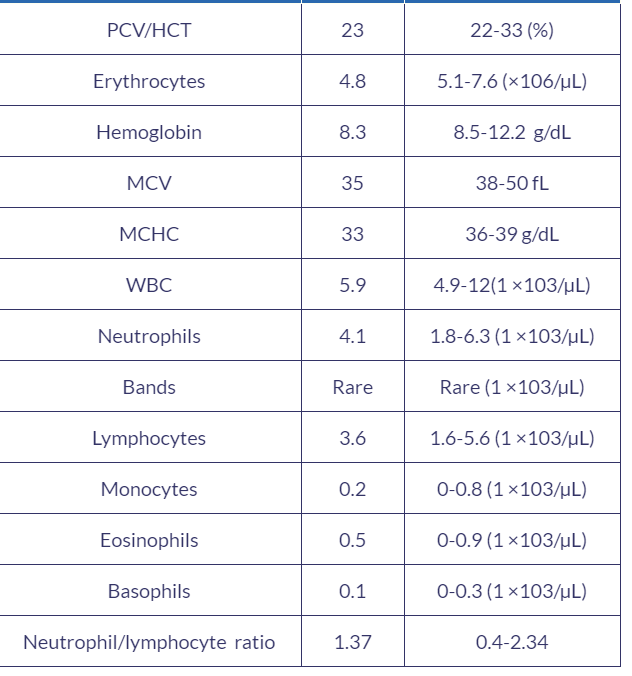 PCV/HCT 23 22-33 (%)
Erythrocytes 4.8 5.1-7.6 (×106/µL)
Hemoglobin 8.3 8.5-12.2 g/dL
MCV 35 38-50 fL
MCHC 33 36-39 g/dL
WBC 5.9 4.9-12(1 ×103/µL)
Neutrophils 4.1 1.8-6.3 (1 ×103/µL)
Bands Rare Rare (1 ×103/µL)
Lymphocytes 3.6 1.6-5.6 (1 ×103/µL)
Monocytes 0.2 0-0.8 (1 ×103/µL)
Eosinophils 0.5 0-0.9 (1 ×103/µL)
Basophils 0.1 0-0.3 (1 ×103/µL)
Neutrophil/lymphocyte ratio 1.37 0.4-2.34